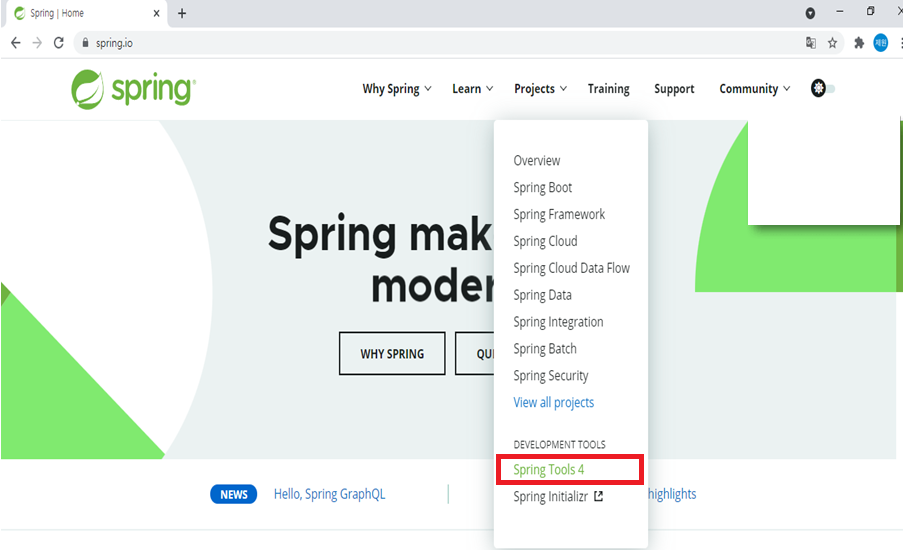 Spring | Home
spring.io
제원
spring
Why Spring
Learn
Projects
Training
Support
Community
Overview
Spring Boot
Spring Framework
Spring Cloud
Spring Cloud Data Flow
Spring Data
Spring Integration
Spring Batch
Spring Security
View all projects
DEVELOPMENT TOOLS
Spring Tools 4
Spring Initializr
Spring mak
moder
WHY SPRING
QU
NEWS
Hello, Spring GraphQL
highlights